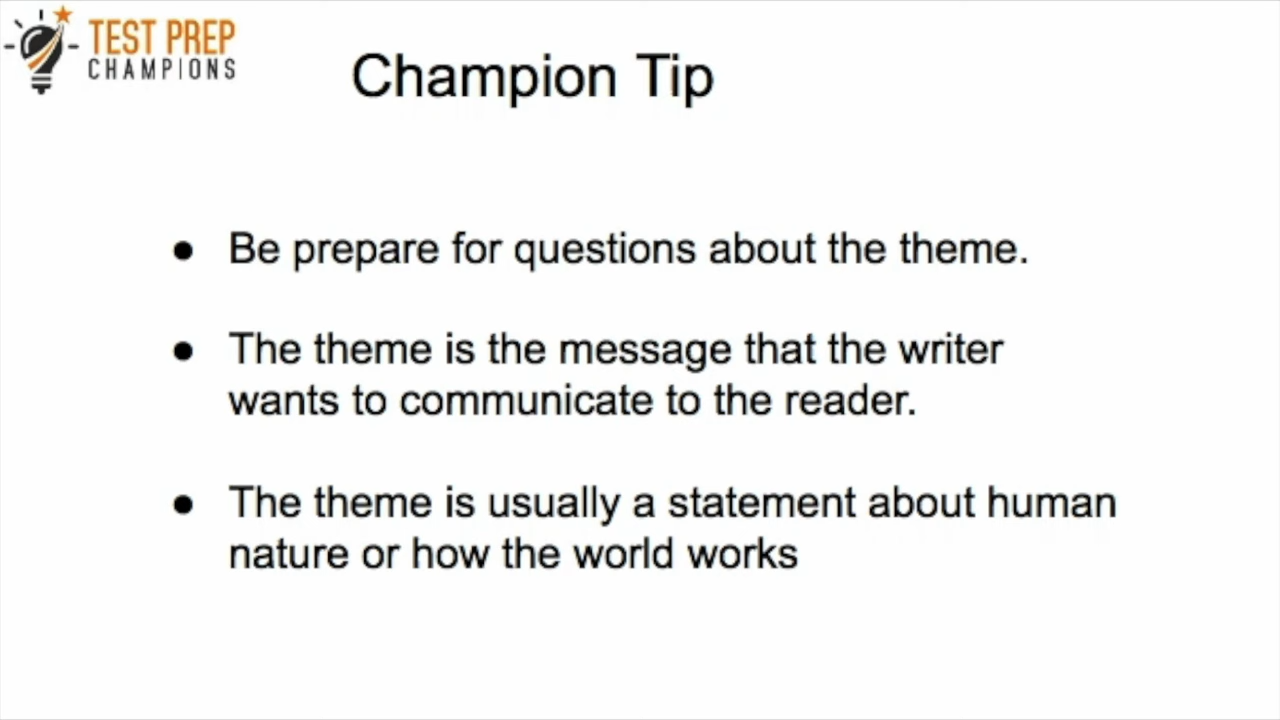 TEST PREP
CHAMPIONS
Champion Tip
● Be prepare for questions about the theme.
● The theme is the message that the writer
wants to communicate to the reader.
● The theme is usually a statement about human
nature or how the world works